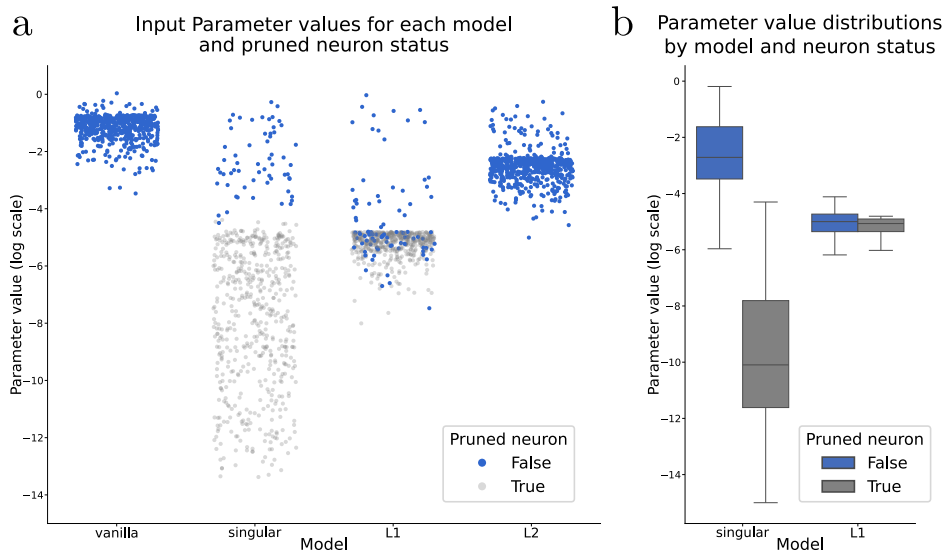 a
Input Parameter values for each model
and pruned neuron status
Parameter value (log scale)
0
−2
−4
−6
−8
−10
−12
−14
vanilla
singular
L1
L2
Model
Pruned neuron
False
True
b
Parameter value distributions
by model and neuron status
Parameter value (log scale)
0
−2
−4
−6
−8
−10
−12
−14
singular
L1
Model
Pruned neuron
False
True